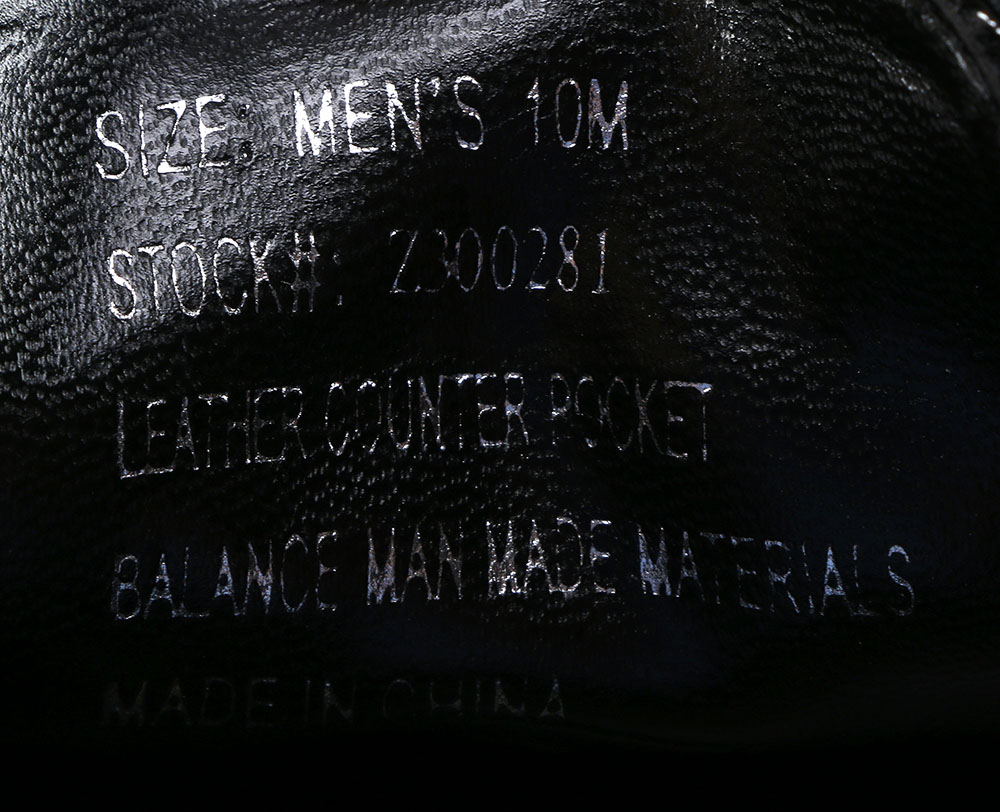 SIZE: MEN'S 10M
STOCK#: Z300281
LEATHER COUNTER POCKET
BALANCE MAN MADE MATERIALS
MADE IN CHINA